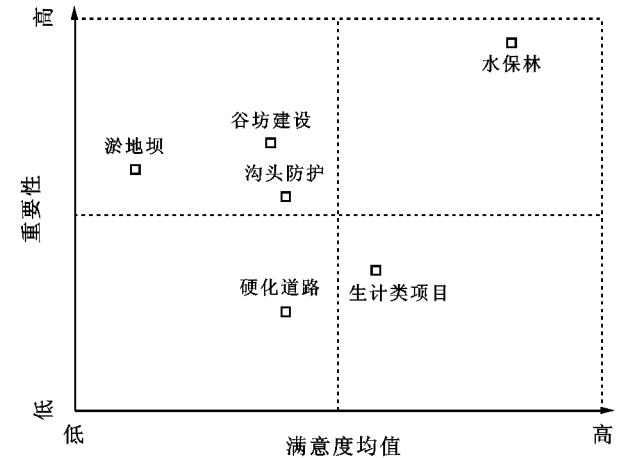 高
水保林
谷坊建设
淤地坝
沟头防护
重要性
硬化道路
生计类项目
低
低
高
满意度均值